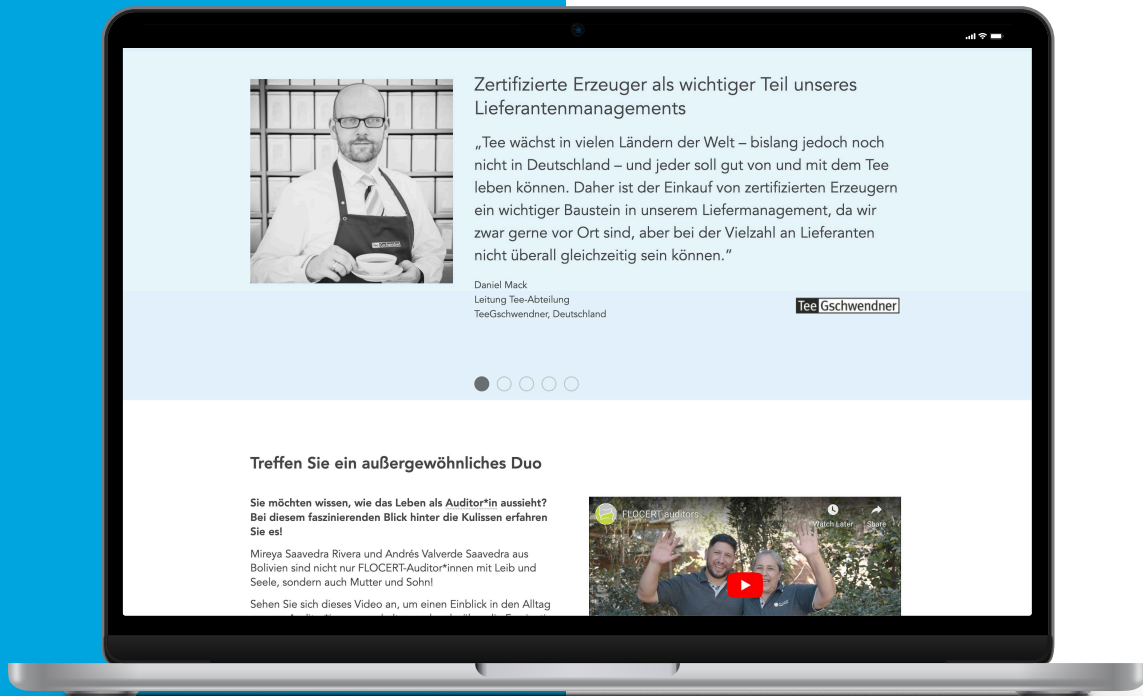 Zertifizierte Erzeuger als wichtiger Teil unseres
Lieferantenmanagements
„Tee wächst in vielen Ländern der Welt – bislang jedoch noch
nicht in Deutschland – und jeder soll gut von und mit dem Tee
leben können. Daher ist der Einkauf von zertifizierten Erzeugern
ein wichtiger Baustein in unserem Liefermanagement, da wir
zwar gerne vor Ort sind, aber bei der Vielzahl an Lieferanten
nicht überall gleichzeitig sein können.“
TeeGschwendner
Daniel Mack
Leitung Tee-Abteilung
TeeGschwendner, Deutschland
Tee Gschwendner
Treffen Sie ein außergewöhnliches Duo
Sie möchten wissen, wie das Leben als Auditor*in aussieht?
Bei diesem faszinierenden Blick hinter die Kulissen erfahren
Sie es!
Mireya Saavedra Rivera und Andrés Valverde Saavedra aus
Bolivien sind nicht nur FLOCERT-Auditor*innen mit Leib und
Seele, sondern auch Mutter und Sohn!
Sehen Sie sich dieses Video an, um einen Einblick in den Alltag
FLOCERT auditors
Watch Later
Share